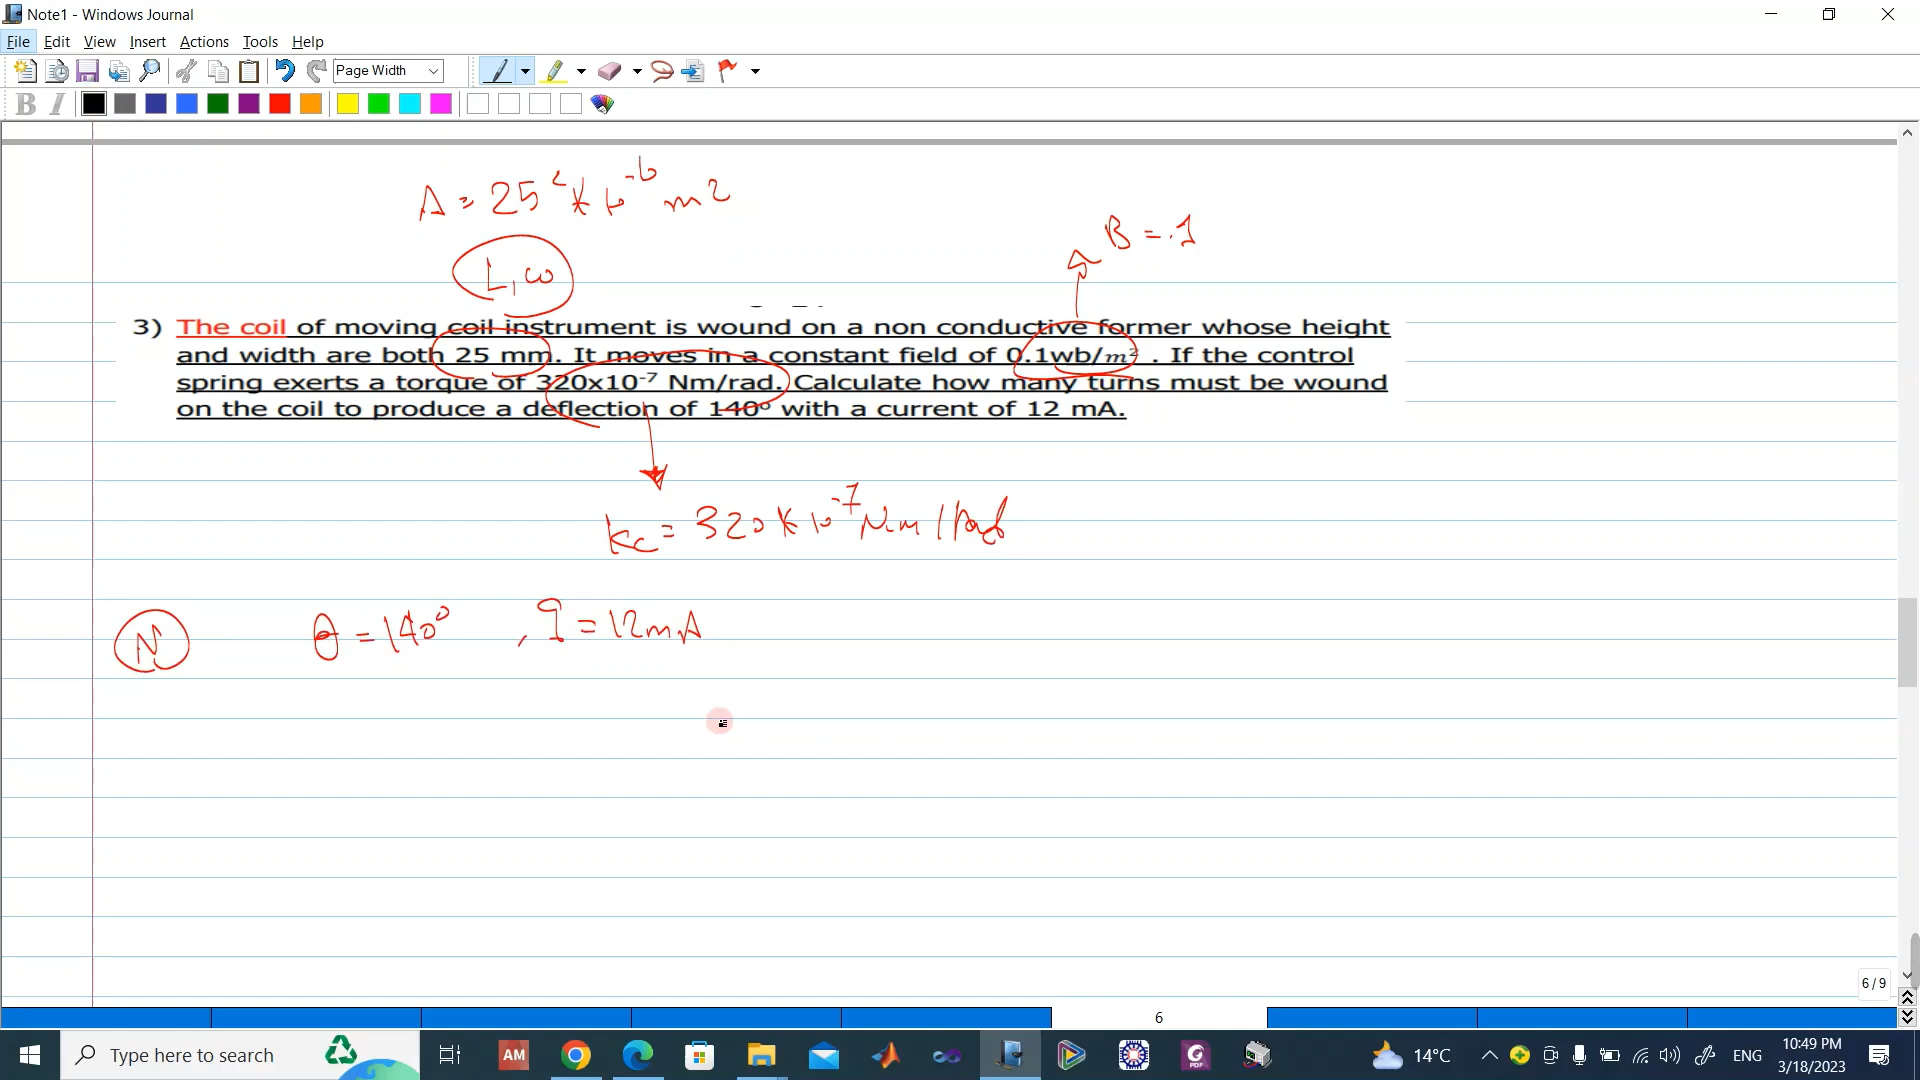 Note1 - Windows Journal
File Edit View Insert Actions Tools Help
Page Width
B I
A = 25² x 10⁻⁶ m2
L, w
B = .1
3) The coil of moving coil instrument is wound on a non conductive former whose height
and width are both 25 mm. It moves in a constant field of 0.1wb/m² . If the control
spring exerts a torque of 320x10⁻⁷ Nm/rad. Calculate how many turns must be wound
on the coil to produce a deflection of 140º with a current of 12 mA.
kc = 320 x 10⁻⁷ N.m / rad
N θ = 140° , I = 12 mA
6 / 9
6
Type here to search
AM
PDF
14°C
ENG
10:49 PM
3/18/2023